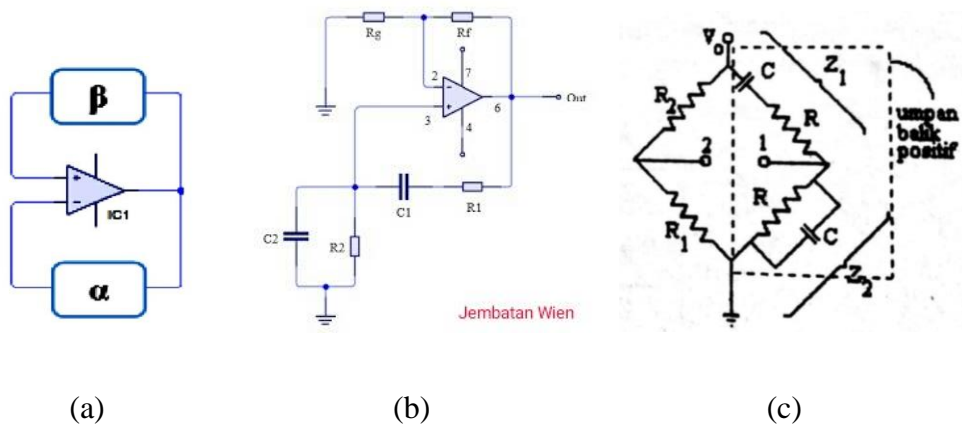 β
IC1
α
Rg
Rf
2
7
3
4
6
Out
C1
R1
C2
R2
Jembatan Wien
V
o
C
Z1
R2
R
2
1
umpan
balik
positif
R
R1
C
Z2
(a)
(b)
(c)